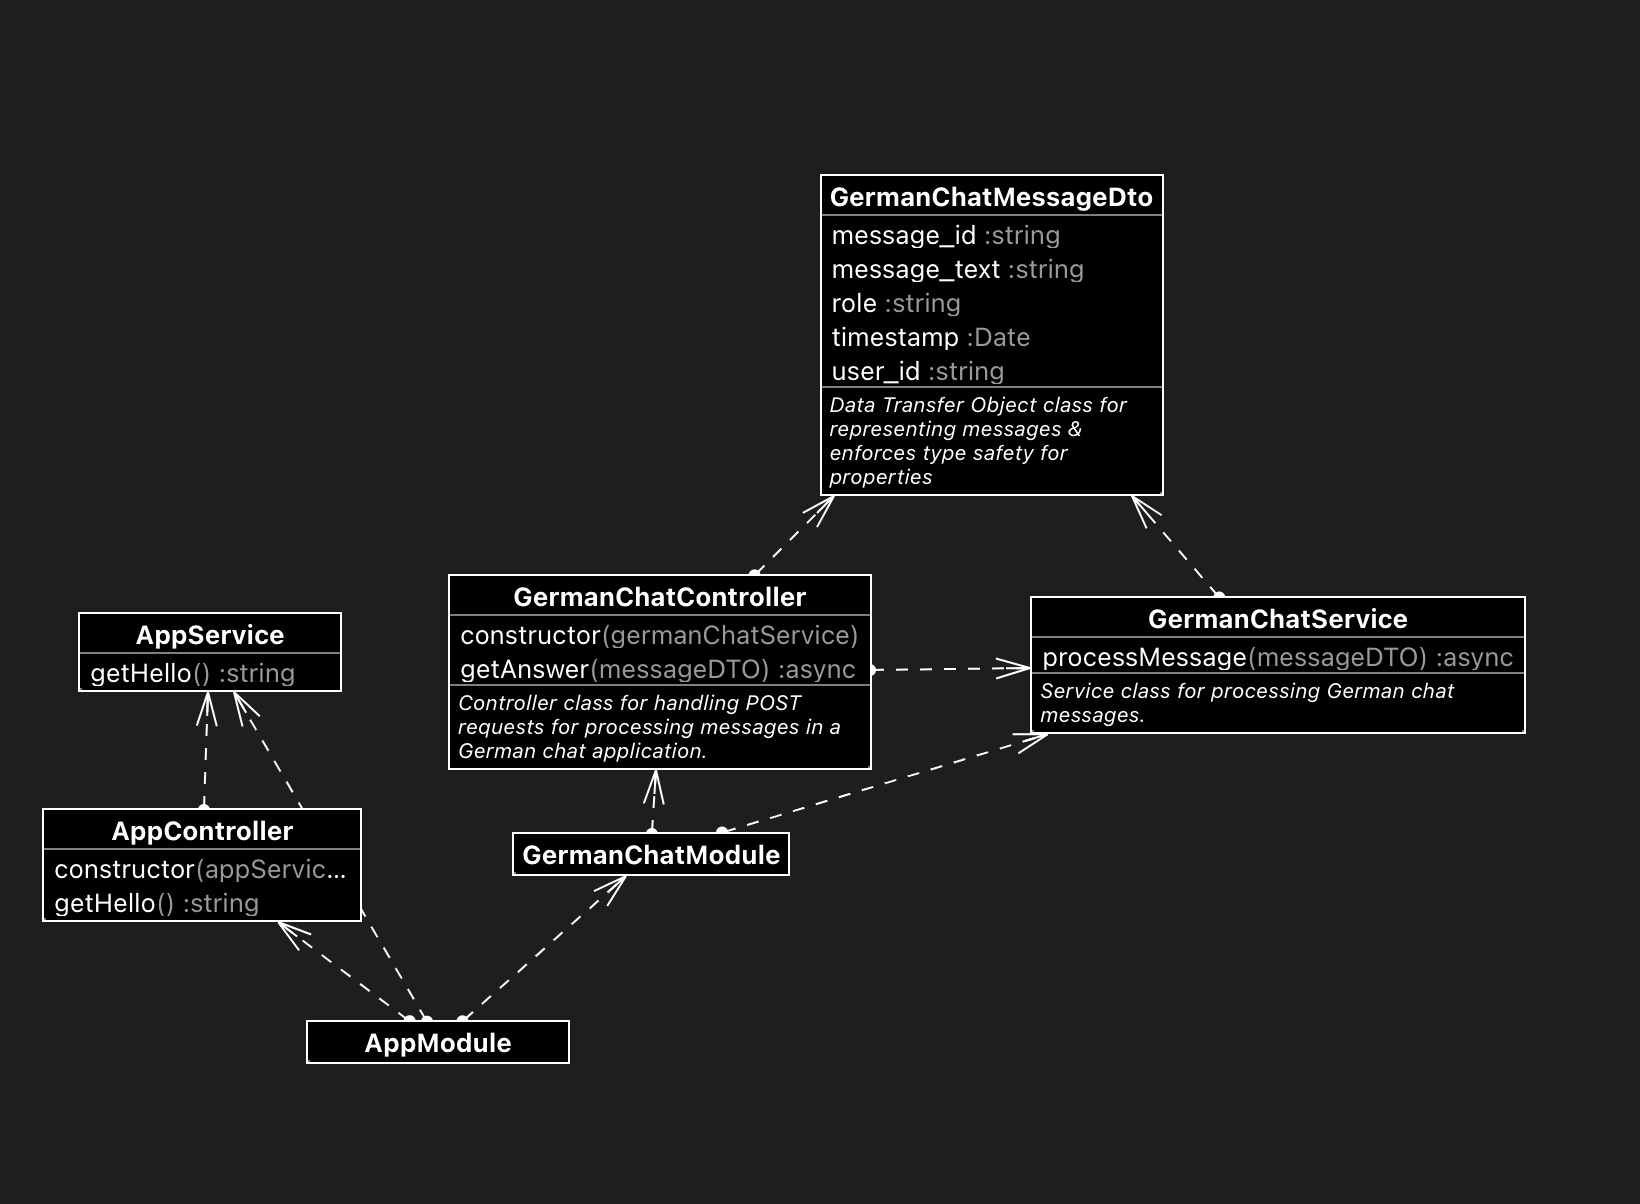 GermanChatMessageDto
message_id :string
message_text :string
role :string
timestamp :Date
user_id :string
Data Transfer Object class for
representing messages &
enforces type safety for
properties
GermanChatController
constructor(germanChatService)
getAnswer(messageDTO) :async
Controller class for handling POST
requests for processing messages in a
German chat application.
GermanChatService
processMessage(messageDTO) :async
Service class for processing German chat
messages.
AppService
getHello() :string
AppController
constructor(appServic...
getHello() :string
GermanChatModule
AppModule